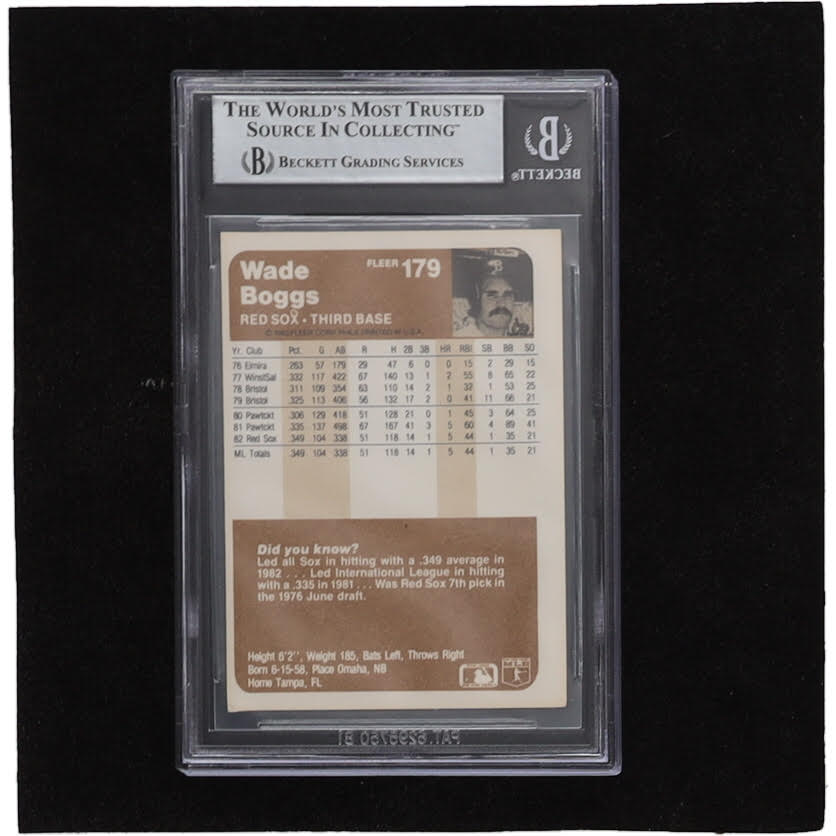 THE WORLD'S MOST TRUSTED
SOURCE IN COLLECTING™
B BECKETT GRADING SERVICES
B
BECKETT®
Wade
Boggs
FLEER 179
RED SOX • THIRD BASE
© 1983 FLEER CORP. PHILA. PRINTED IN U.S.A.
Yr. Club Pct. G AB R H 2B 3B HR RBI SB BB SO
76 Elmira .263 57 179 29 47 6 0 0 15 2 29 15
77 WinstSal .332 117 422 67 140 13 1 2 55 8 65 22
78 Bristol .311 109 354 63 110 14 2 1 32 1 53 25
79 Bristol .325 113 406 56 132 17 2 0 41 11 66 21
80 Pawtckt .306 129 418 51 128 21 0 1 45 3 64 25
81 Pawtckt .335 137 498 67 167 41 3 5 60 4 89 41
82 Red Sox .349 104 338 51 118 14 1 5 44 1 35 21
ML Totals .349 104 338 51 118 14 1 5 44 1 35 21
Did you know?
Led all Sox in hitting with a .349 average in
1982 . . . Led International League in hitting
with a .335 in 1981 . . . Was Red Sox 7th pick in
the 1976 June draft.
Height 6'2", Weight 185, Bats Left, Throws Right
Born 6-15-58, Place Omaha, NB
Home Tampa, FL
MLB